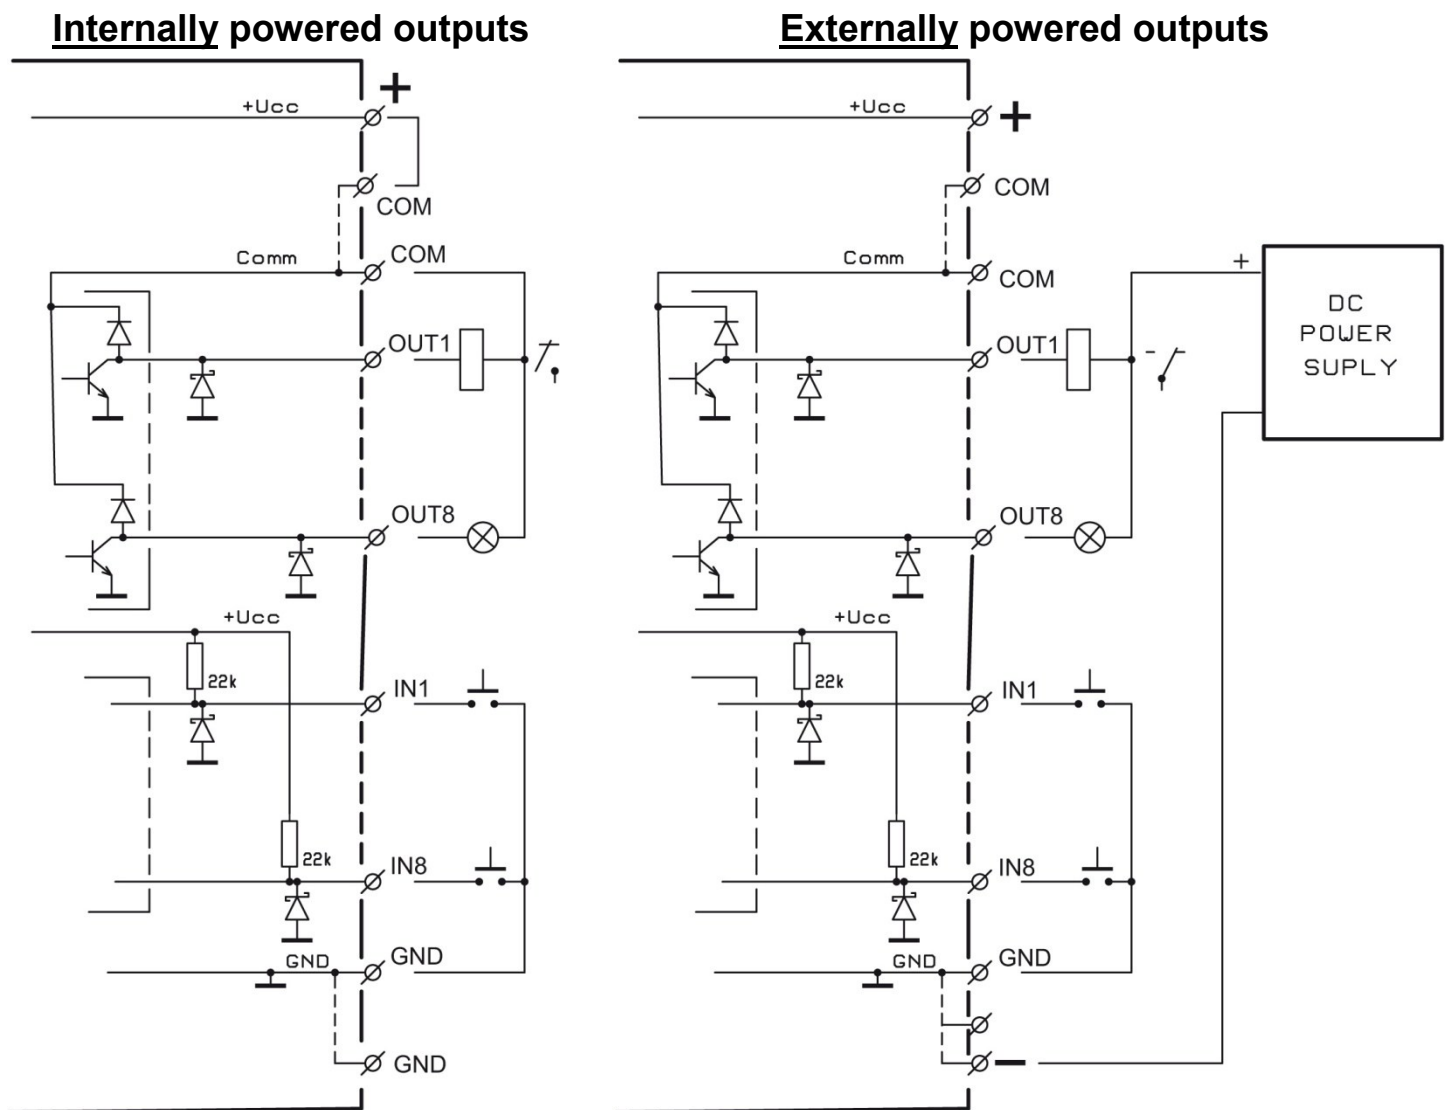 Internally powered outputs
+
+Ucc
COM
Comm
COM
OUT1
OUT8
+Ucc
22k
IN1
22k
IN8
GND
GND
GND
Externally powered outputs
+Ucc
+
COM
Comm
COM
+
DC
POWER
SUPLY
OUT1
-
OUT8
+Ucc
22k
IN1
22k
IN8
GND
GND
−